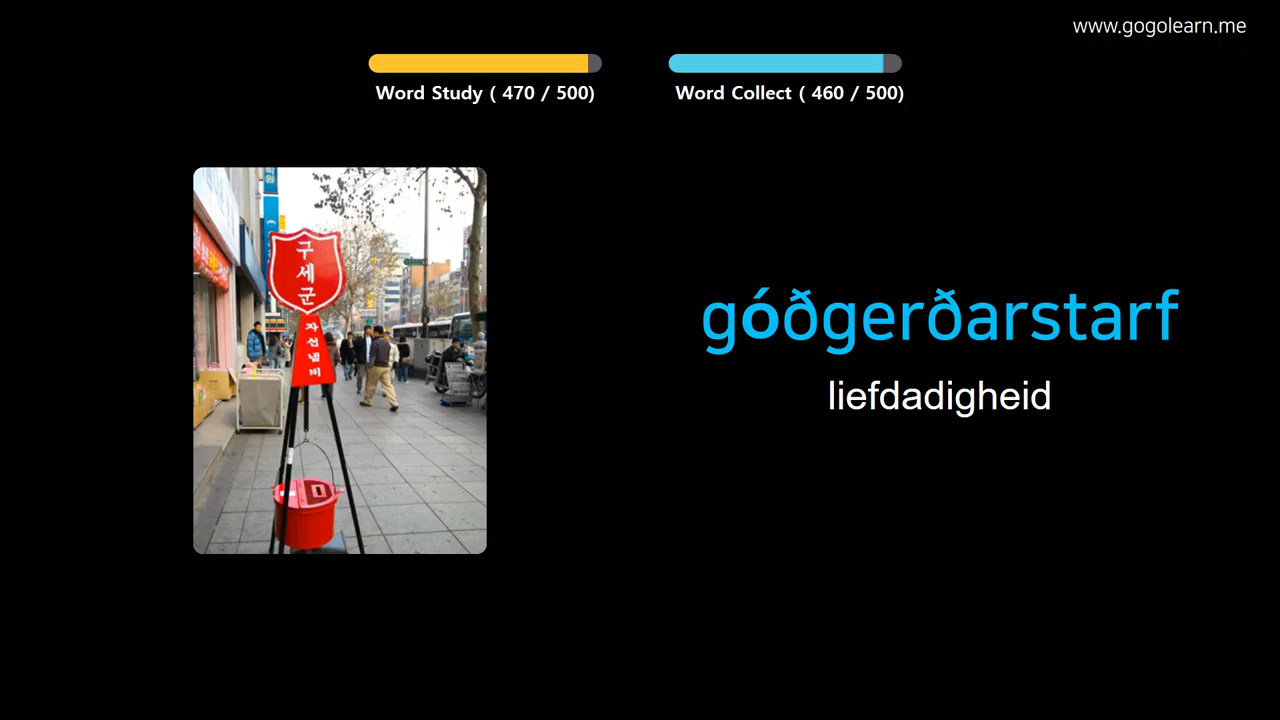 www.gogolearn.me
Word Study ( 470 / 500)
Word Collect ( 460 / 500)
구
세
군
자
선
냄
비
góðgerðarstarf
liefdadigheid